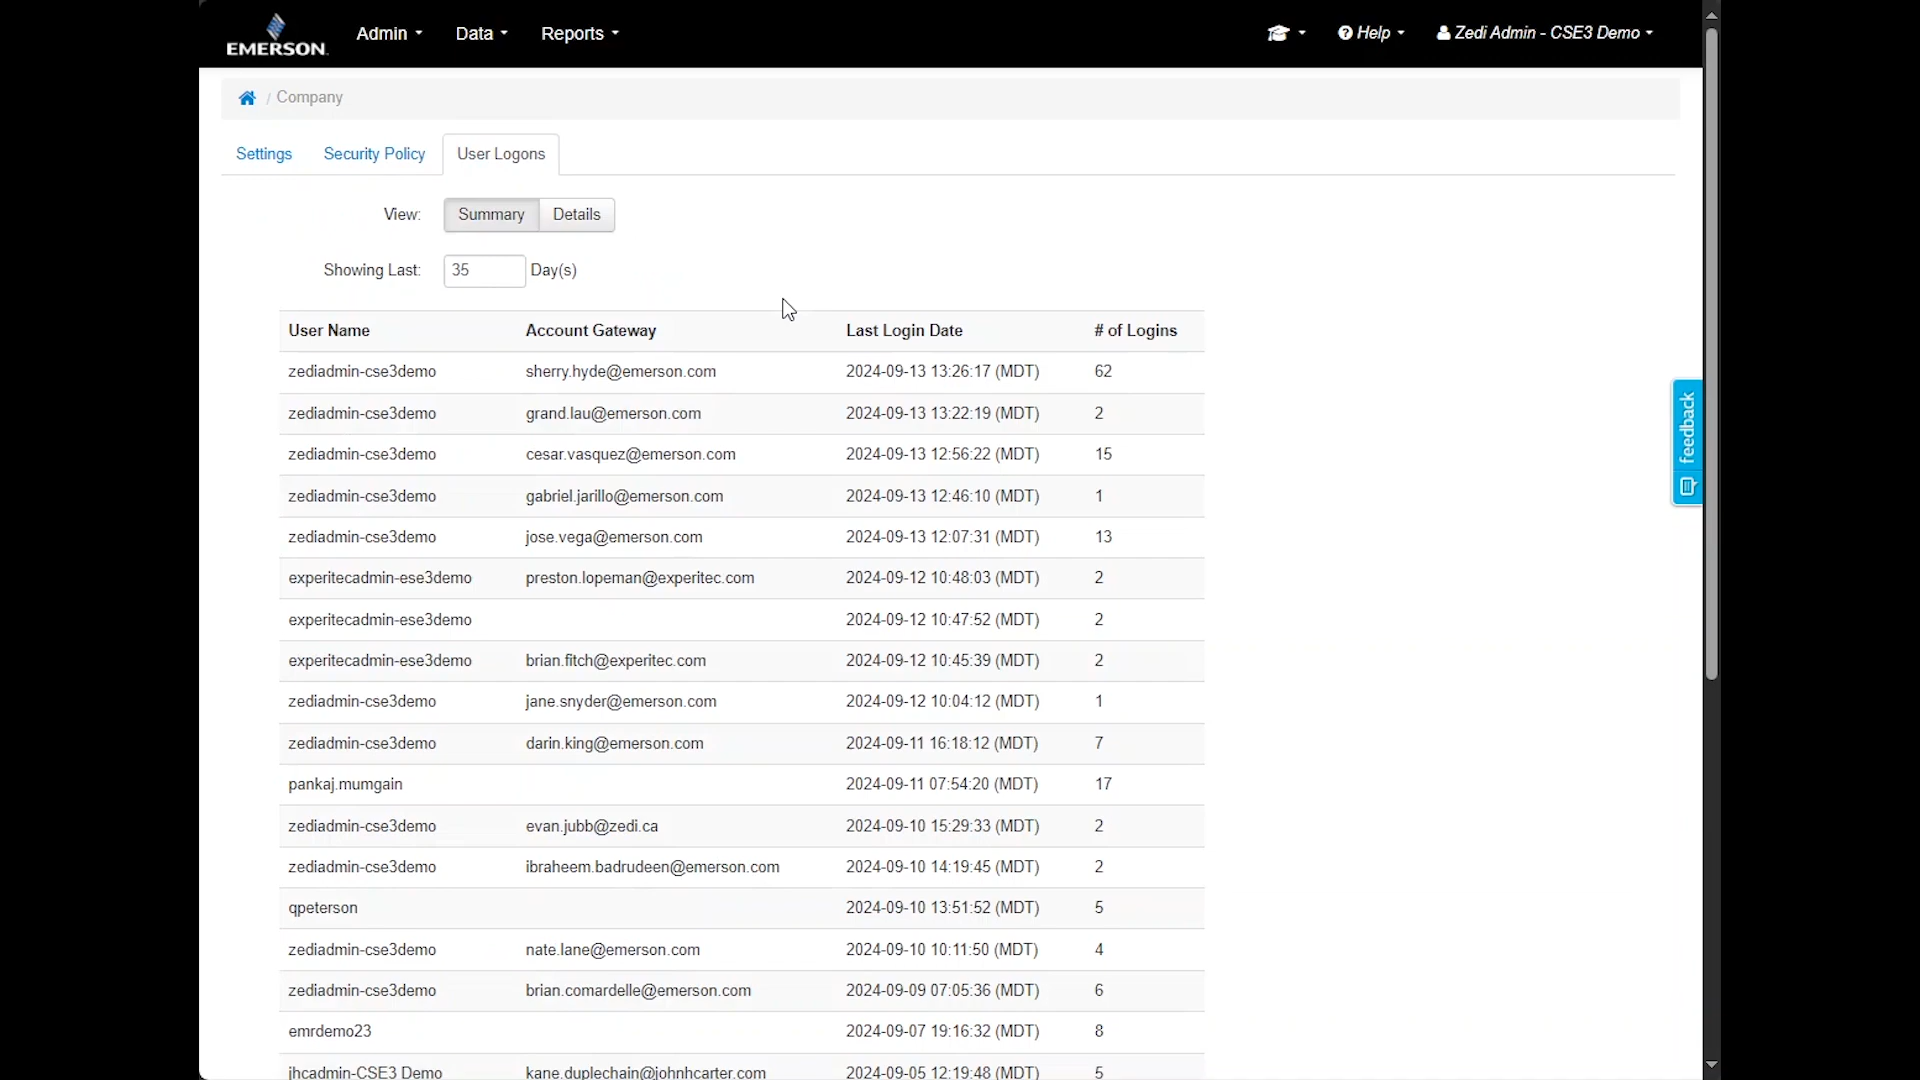 EMERSON. Admin Data Reports Help Zedi Admin - CSE3 Demo
/ Company
Settings Security Policy User Logons
View: Summary Details
Showing Last: 35 Day(s)
User Name Account Gateway Last Login Date # of Logins
zediadmin-cse3demo sherry.hyde@emerson.com 2024-09-13 13:26:17 (MDT) 62
zediadmin-cse3demo grand.lau@emerson.com 2024-09-13 13:22:19 (MDT) 2
feedback
zediadmin-cse3demo cesar.vasquez@emerson.com 2024-09-13 12:56:22 (MDT) 15
zediadmin-cse3demo gabriel.jarillo@emerson.com 2024-09-13 12:46:10 (MDT) 1
zediadmin-cse3demo jose.vega@emerson.com 2024-09-13 12:07:31 (MDT) 13
experitecadmin-ese3demo preston.lopeman@experitec.com 2024-09-12 10:48:03 (MDT) 2
experitecadmin-ese3demo 2024-09-12 10:47:52 (MDT) 2
experitecadmin-ese3demo brian.fitch@experitec.com 2024-09-12 10:45:39 (MDT) 2
zediadmin-cse3demo jane.snyder@emerson.com 2024-09-12 10:04:12 (MDT) 1
zediadmin-cse3demo darin.king@emerson.com 2024-09-11 16:18:12 (MDT) 7
pankaj.mumgain 2024-09-11 07:54:20 (MDT) 17
zediadmin-cse3demo evan.jubb@zedi.ca 2024-09-10 15:29:33 (MDT) 2
zediadmin-cse3demo ibraheem.badrudeen@emerson.com 2024-09-10 14:19:45 (MDT) 2
qpeterson 2024-09-10 13:51:52 (MDT) 5
zediadmin-cse3demo nate.lane@emerson.com 2024-09-10 10:11:50 (MDT) 4
zediadmin-cse3demo brian.comardelle@emerson.com 2024-09-09 07:05:36 (MDT) 6
emrdemo23 2024-09-07 19:16:32 (MDT) 8
jhcadmin-CSE3 Demo kane.duplechain@johnhcarter.com 2024-09-05 12:19:48 (MDT) 5